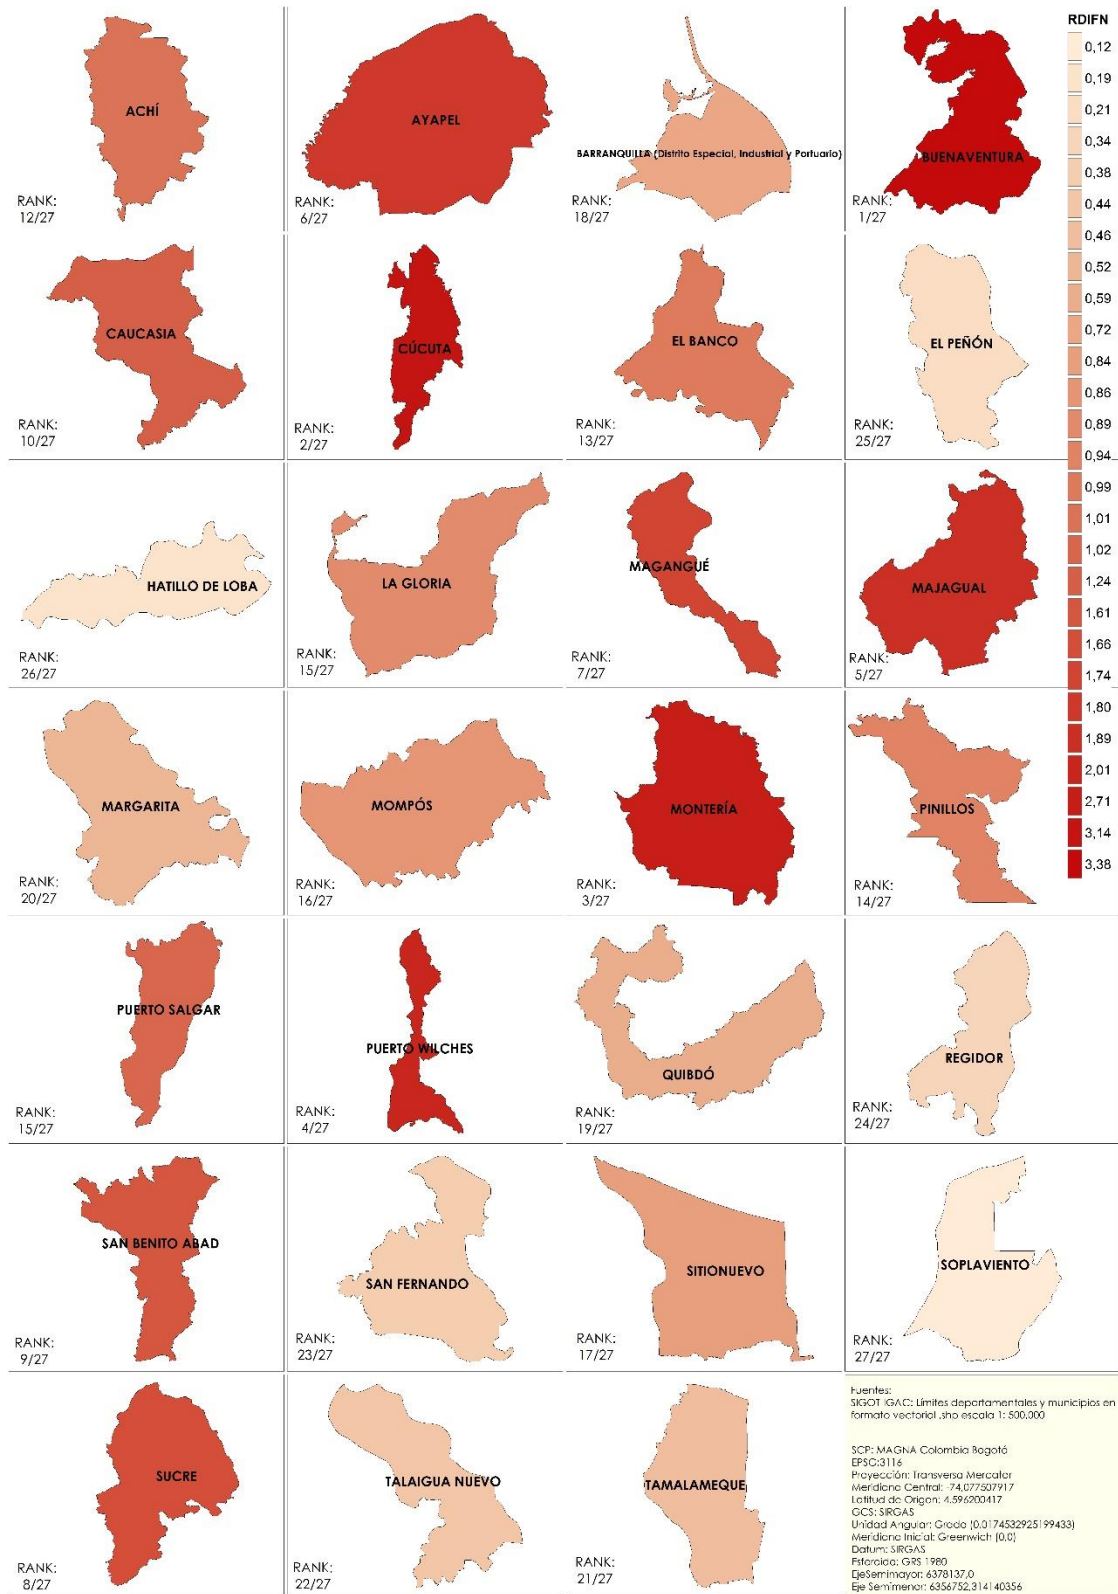 RDIFN
0,12
0,19
0,21
0,34
0,38
0,44
0,46
0,52
0,59
0,72
0,84
0,86
0,89
0,94
0,99
1,01
1,02
1,24
1,61
1,66
1,74
1,80
1,89
2,01
2,71
3,14
3,38
ACHÍ
RANK:
12/27
AYAPEL
RANK:
6/27
BARRANQUILLA (Distrito Especial, Industrial y Portuario)
RANK:
18/27
BUENAVENTURA
RANK:
1/27
CAUCASIA
RANK:
10/27
CÚCUTA
RANK:
2/27
EL BANCO
RANK:
13/27
EL PEÑÓN
RANK:
25/27
HATILLO DE LOBA
RANK:
26/27
LA GLORIA
RANK:
15/27
MAGANGUÉ
RANK:
7/27
MAJAGUAL
RANK:
5/27
MARGARITA
RANK:
20/27
MOMPÓS
RANK:
16/27
MONTERÍA
RANK:
3/27
PINILLOS
RANK:
14/27
PUERTO SALGAR
RANK:
15/27
PUERTO WILCHES
RANK:
4/27
QUIBDÓ
RANK:
19/27
REGIDOR
RANK:
24/27
SAN BENITO ABAD
RANK:
9/27
SAN FERNANDO
RANK:
23/27
SITIONUEVO
RANK:
17/27
SOPLAVIENTO
RANK:
27/27
SUCRE
RANK:
8/27
TALAIGUA NUEVO
RANK:
22/27
TAMALAMEQUE
RANK:
21/27
Fuentes:
SIGOT IGAC: Límites departamentales y municipios en
formato vectorial .shp escala 1: 500,000
SCP: MAGNA Colombia Bogotá
EPSG:3116
Proyección: Transversa Mercator
Meridiano Central: -74,077507917
Latitud de Origen: 4,596200417
GCS: SIRGAS
Unidad Angular: Grado (0,0174532925199433)
Meridiano Inicial: Greenwich (0,0)
Datum: SIRGAS
Esferoide: GRS 1980
EjeSemimayor: 6378137,0
Eje Semimenor: 6356752,314140356